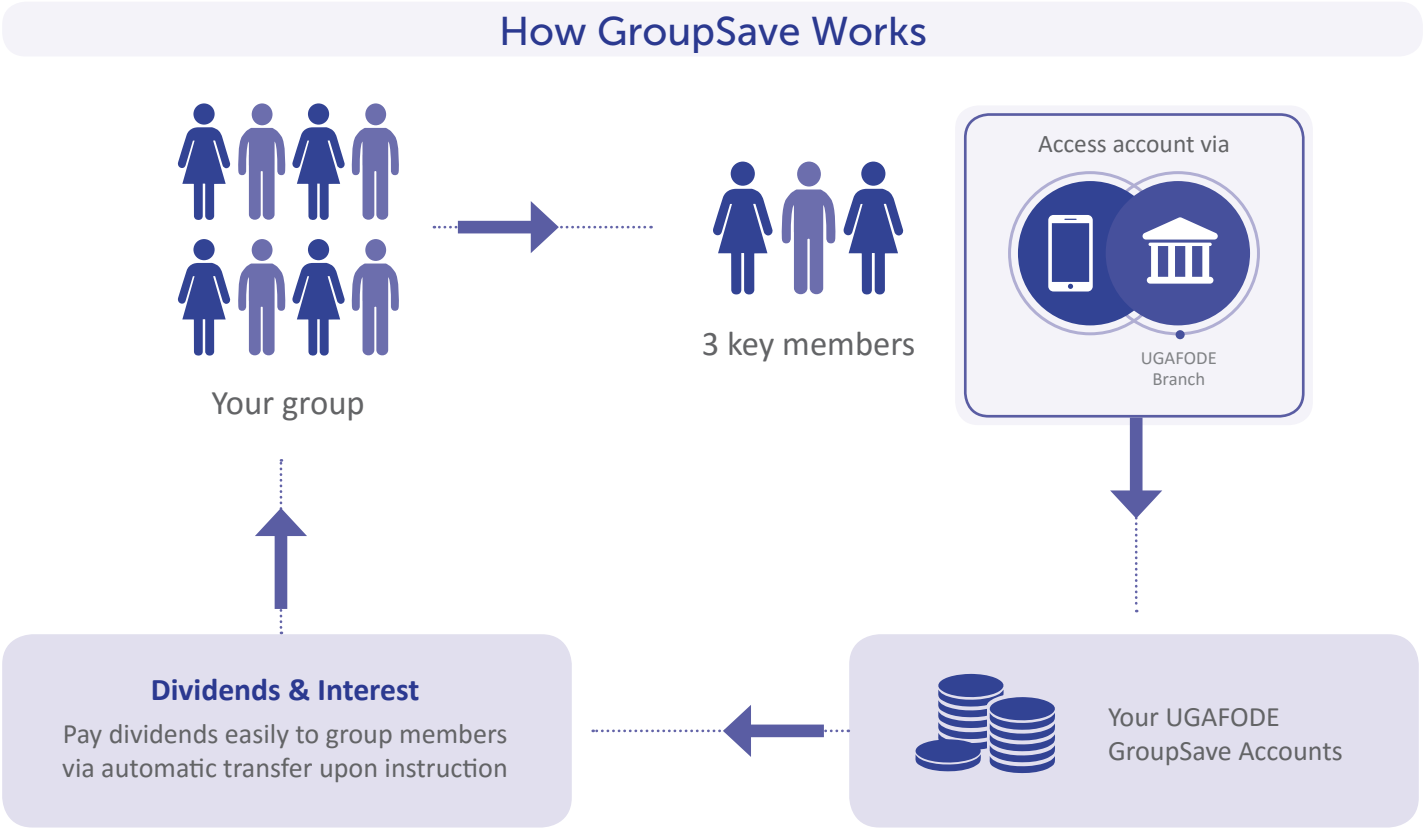 How GroupSave Works
Your group
3 key members
Access account via
UGAFODE
Branch
Dividends & Interest
Pay dividends easily to group members
via automatic transfer upon instruction
Your UGAFODE
GroupSave Accounts